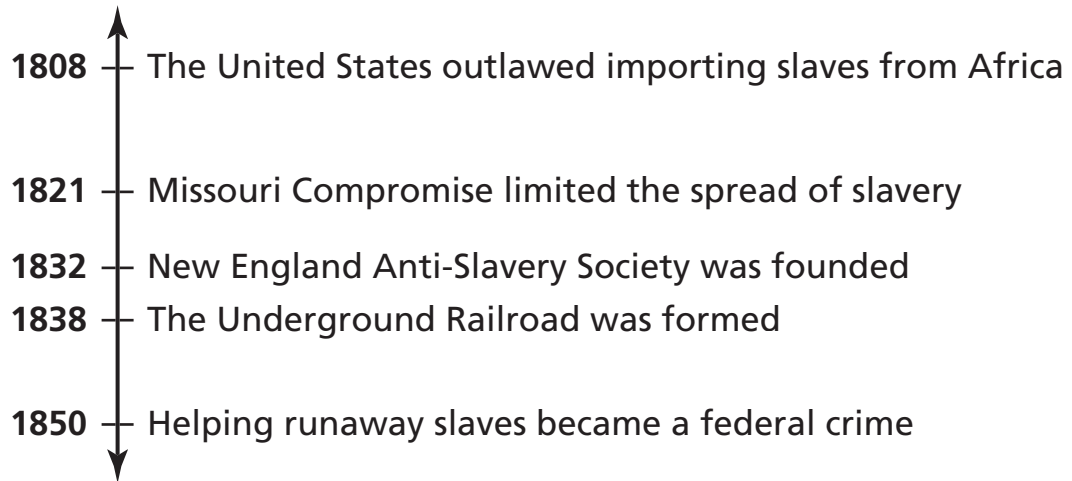 1808 The United States outlawed importing slaves from Africa
1821 Missouri Compromise limited the spread of slavery
1832 New England Anti-Slavery Society was founded
1838 The Underground Railroad was formed
1850 Helping runaway slaves became a federal crime